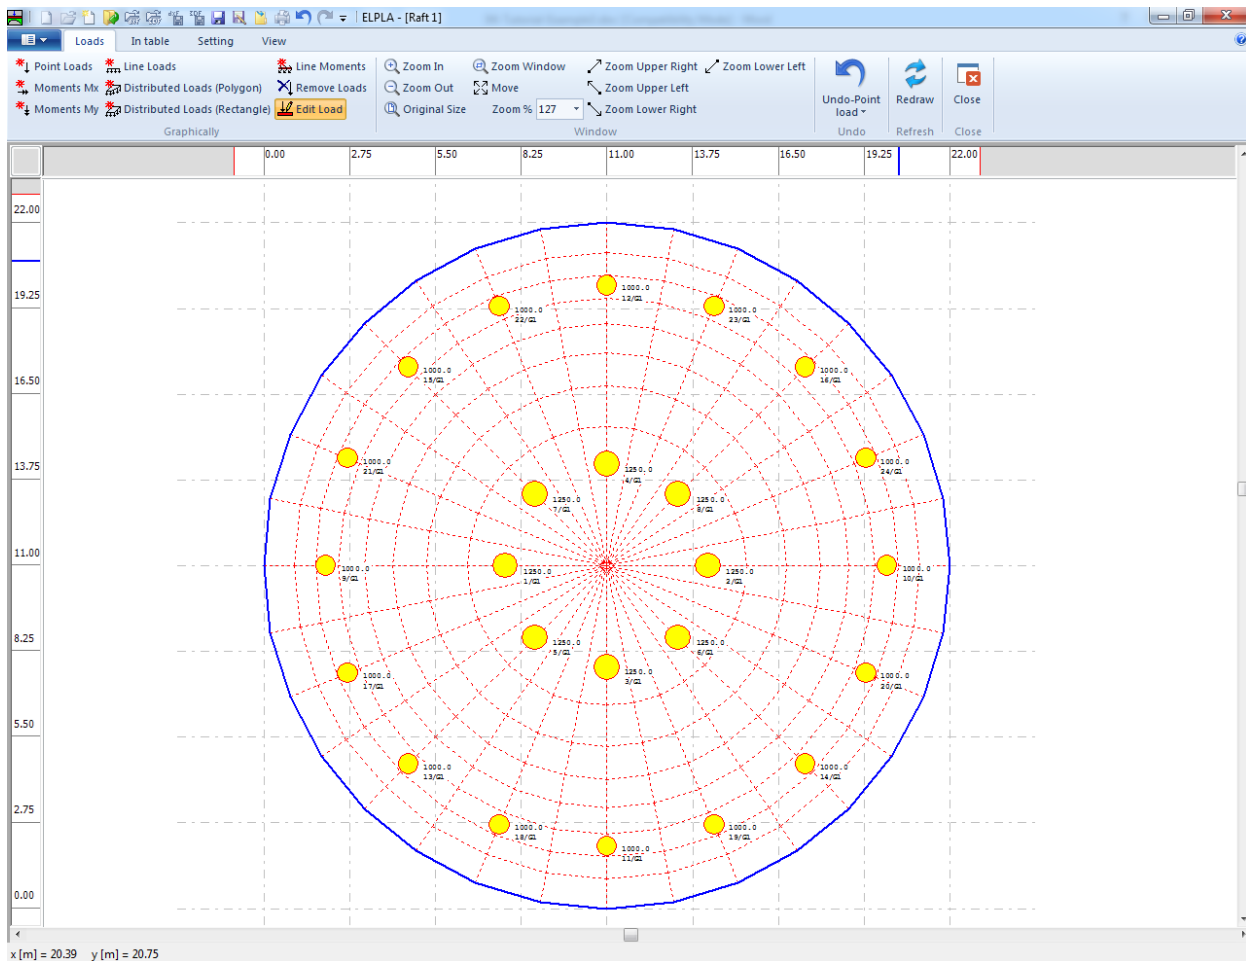 ELPLA - [Raft 1]
Loads In table Setting View
Point Loads Line Loads Line Moments Zoom In Zoom Window Zoom Upper Right Zoom Lower Left
Moments Mx Distributed Loads (Polygon) Remove Loads Zoom Out Move Zoom Upper Left
Moments My Distributed Loads (Rectangle) Edit Load Original Size Zoom % 127 Zoom Lower Right
Undo-Point load Redraw Close
Graphically Window Undo Refresh Close
0.00 2.75 5.50 8.25 11.00 13.75 16.50 19.25 22.00
22.00
19.25
16.50
13.75
11.00
8.25
5.50
2.75
0.00
1000.0
12/G1
1000.0
22/G1
1000.0
23/G1
1000.0
15/G1
1000.0
16/G1
1000.0
21/G1
1000.0
24/G1
1250.0
4/G1
1250.0
7/G1
1250.0
8/G1
1000.0
9/G1
1250.0
1/G1
1250.0
2/G1
1000.0
10/G1
1250.0
5/G1
1250.0
6/G1
1250.0
3/G1
1000.0
17/G1
1000.0
20/G1
1000.0
13/G1
1000.0
14/G1
1000.0
18/G1
1000.0
19/G1
1000.0
11/G1
x [m] = 20.39 y [m] = 20.75